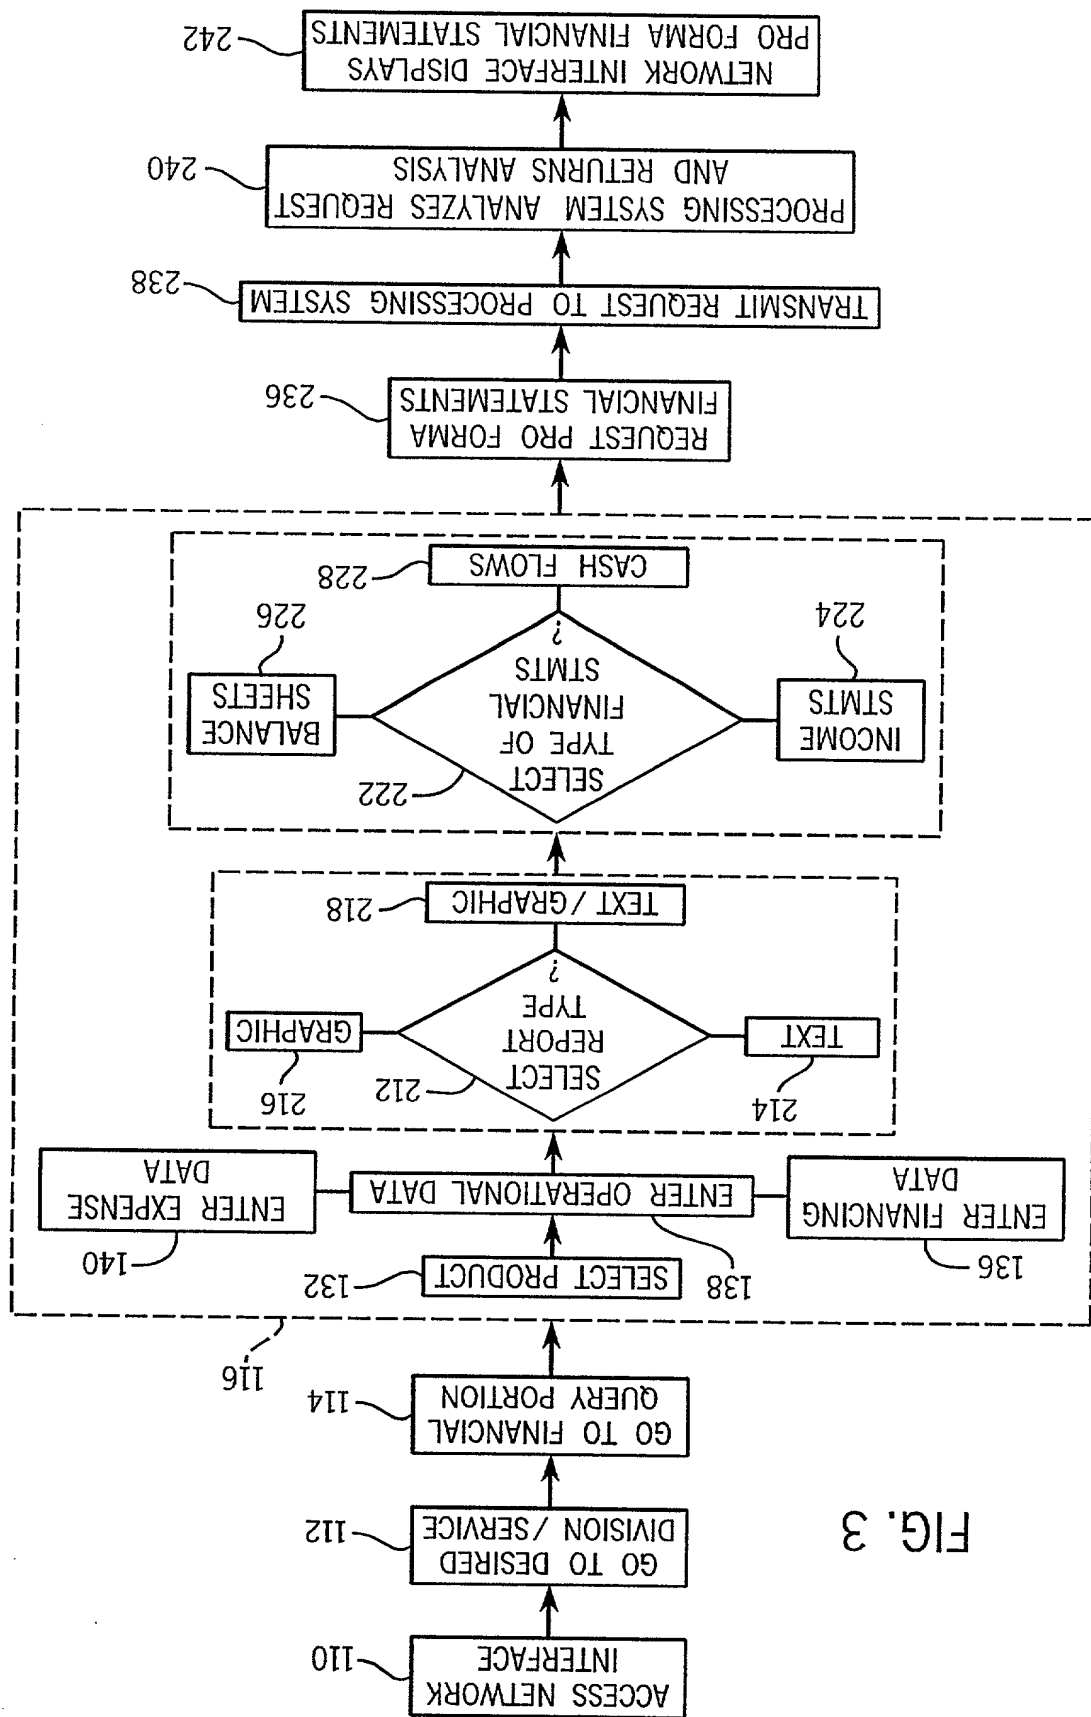 FIG. 3
ACCESS NETWORK
INTERFACE
110
GO TO DESIRED
DIVISION/SERVICE
112
GO TO FINANCIAL
QUERY PORTION
114
116
SELECT PRODUCT
132
ENTER FINANCING
DATA
136
ENTER OPERATIONAL DATA
138
ENTER EXPENSE
DATA
140
SELECT
REPORT
TYPE
?
212
TEXT
214
GRAPHIC
216
TEXT/GRAPHIC
218
SELECT
TYPE OF
FINANCIAL
STMTS
?
222
INCOME
STMTS
224
BALANCE
SHEETS
226
CASH FLOWS
228
REQUEST PRO FORMA
FINANCIAL STATEMENTS
236
TRANSMIT REQUEST TO PROCESSING SYSTEM
238
PROCESSING SYSTEM ANALYZES REQUEST
AND RETURNS ANALYSIS
240
NETWORK INTERFACE DISPLAYS
PRO FORMA FINANCIAL STATEMENTS
242